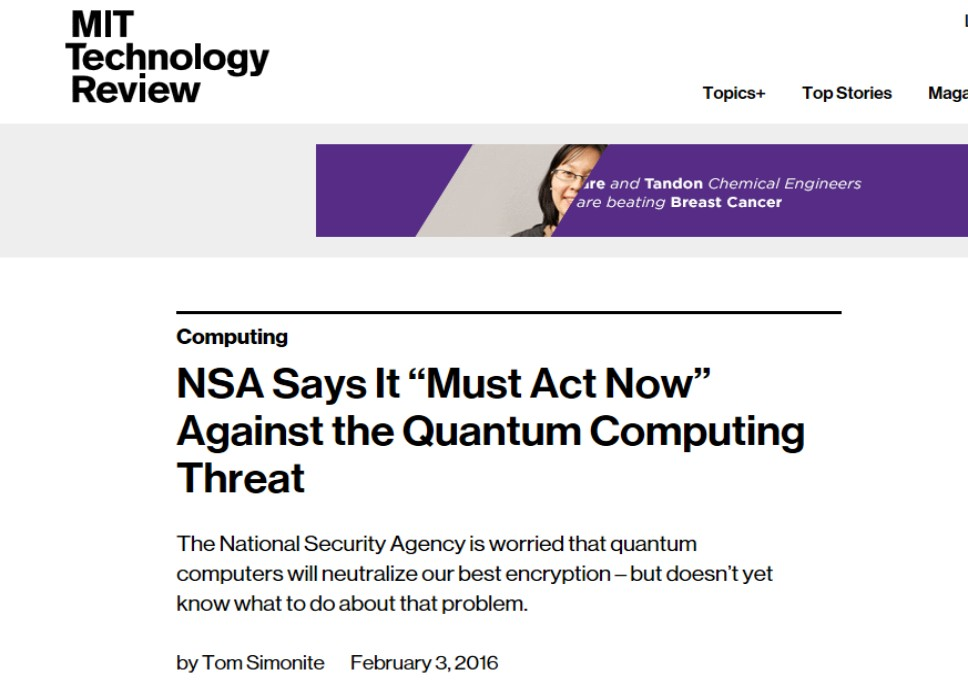 MIT
Technology
Review
Topics+ Top Stories
and Tandon Chemical Engineers
are beating Breast Cancer
Computing
NSA Says It “Must Act Now”
Against the Quantum Computing
Threat
The National Security Agency is worried that quantum
computers will neutralize our best encryption – but doesn’t yet
know what to do about that problem.
by Tom Simonite February 3, 2016